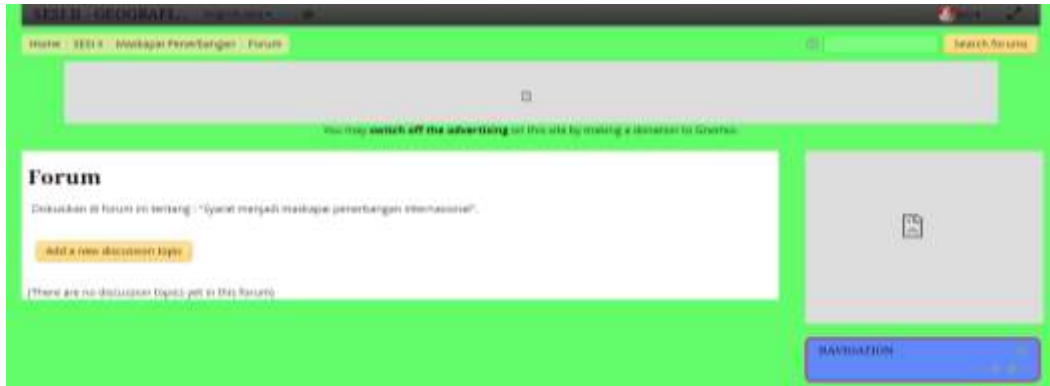 SESI II - GEOGRAFI...
Home SESI II Maskapai Penerbangan Forum
Search forums
You may switch off the advertising on this site by making a donation to Gnomio.
Forum
Diskusikan di forum ini tentang : "Syarat menjadi maskapai penerbangan internasional".
Add a new discussion topic
(There are no discussion topics yet in this forum)
NAVIGATION